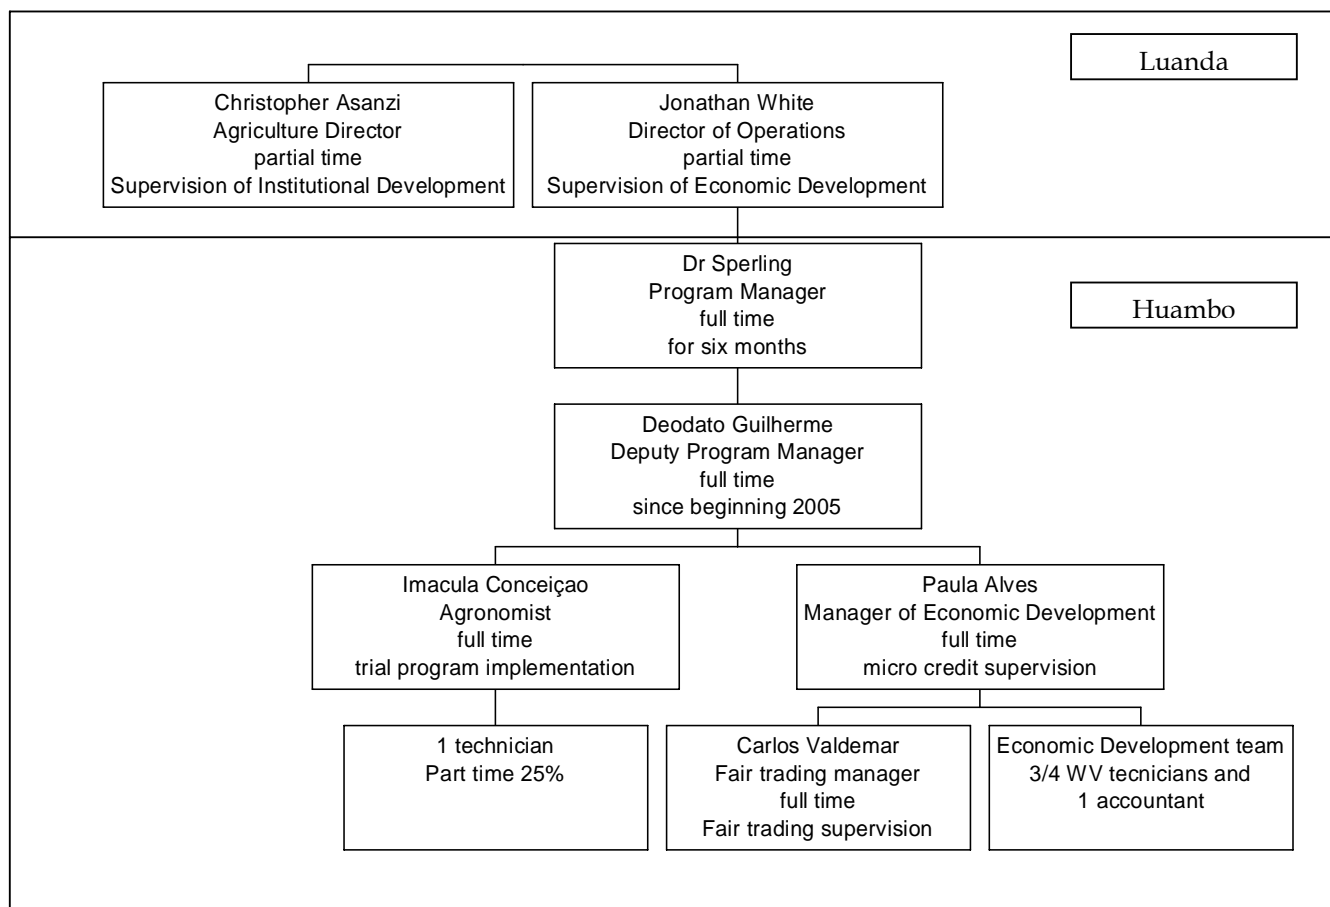 Luanda
Christopher Asanzi
Agriculture Director
partial time
Supervision of Institutional Development
Jonathan White
Director of Operations
partial time
Supervision of Economic Development
Huambo
Dr Sperling
Program Manager
full time
for six months
Deodato Guilherme
Deputy Program Manager
full time
since beginning 2005
Imacula Conceiçao
Agronomist
full time
trial program implementation
Paula Alves
Manager of Economic Development
full time
micro credit supervision
1 technician
Part time 25%
Carlos Valdemar
Fair trading manager
full time
Fair trading supervision
Economic Development team
3/4 WV tecnicians and
1 accountant